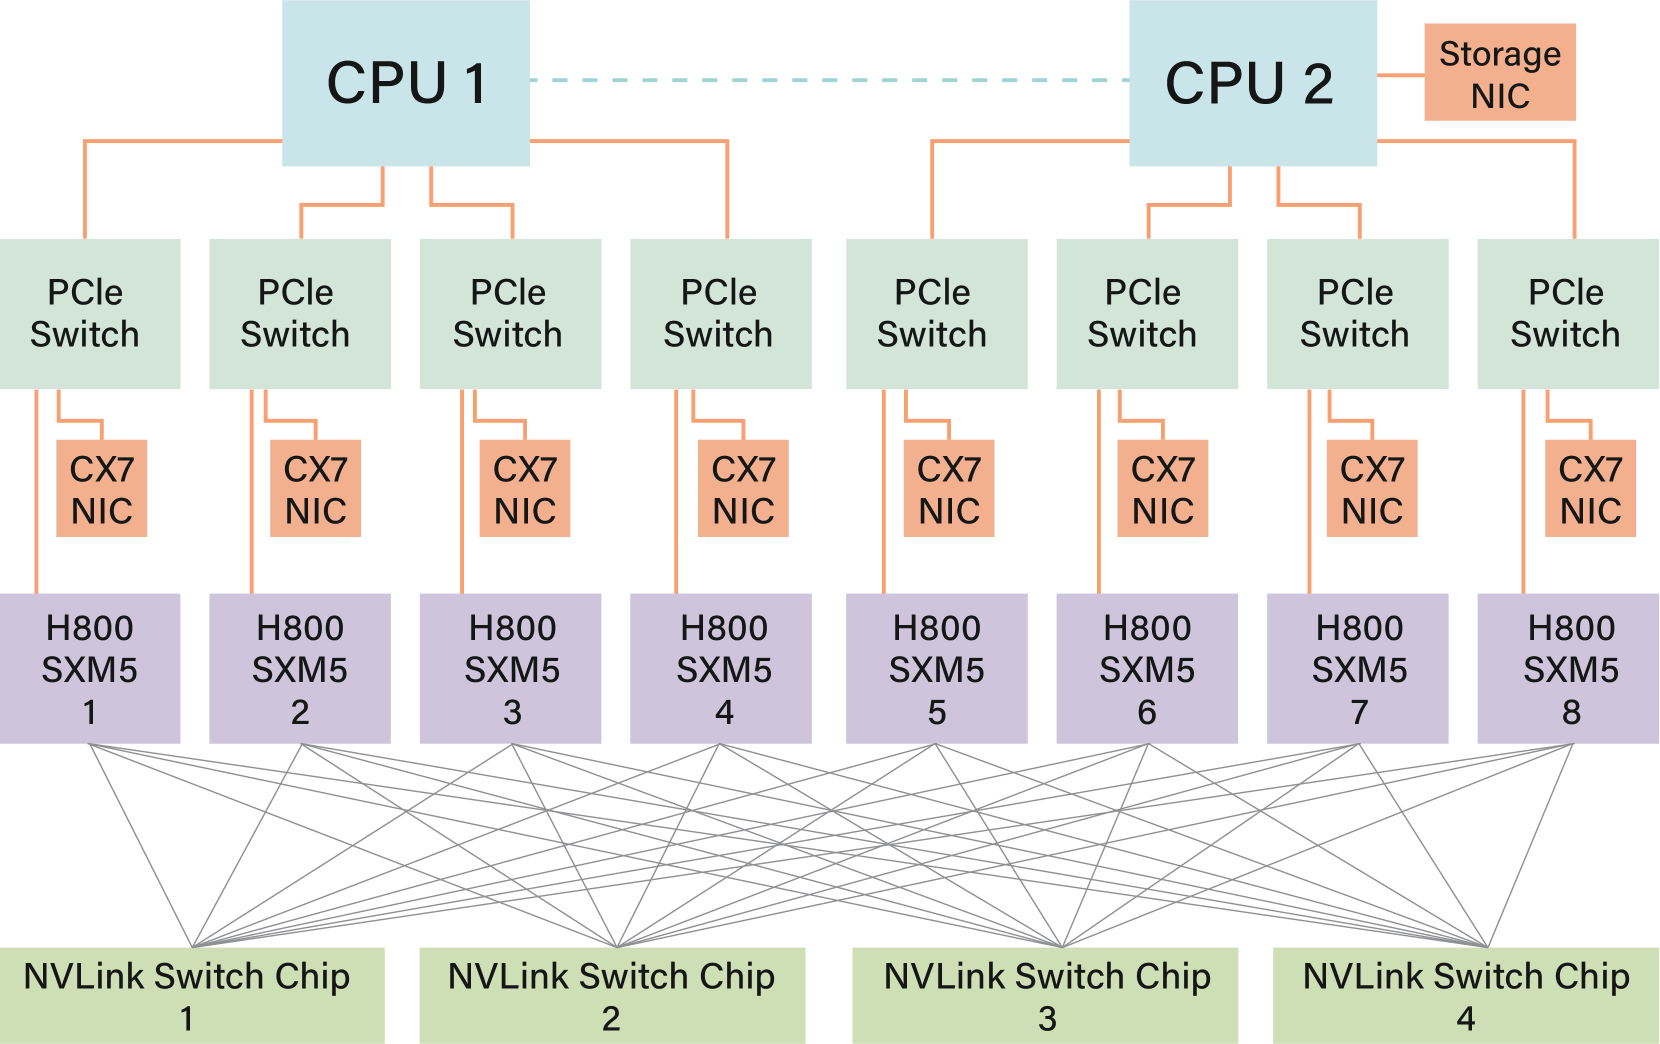 CPU 1
CPU 2
Storage
NIC
PCIe
Switch
PCIe
Switch
PCIe
Switch
PCIe
Switch
PCIe
Switch
PCIe
Switch
PCIe
Switch
PCIe
Switch
CX7
NIC
CX7
NIC
CX7
NIC
CX7
NIC
CX7
NIC
CX7
NIC
CX7
NIC
CX7
NIC
H800
SXM5
1
H800
SXM5
2
H800
SXM5
3
H800
SXM5
4
H800
SXM5
5
H800
SXM5
6
H800
SXM5
7
H800
SXM5
8
NVLink Switch Chip
1
NVLink Switch Chip
2
NVLink Switch Chip
3
NVLink Switch Chip
4